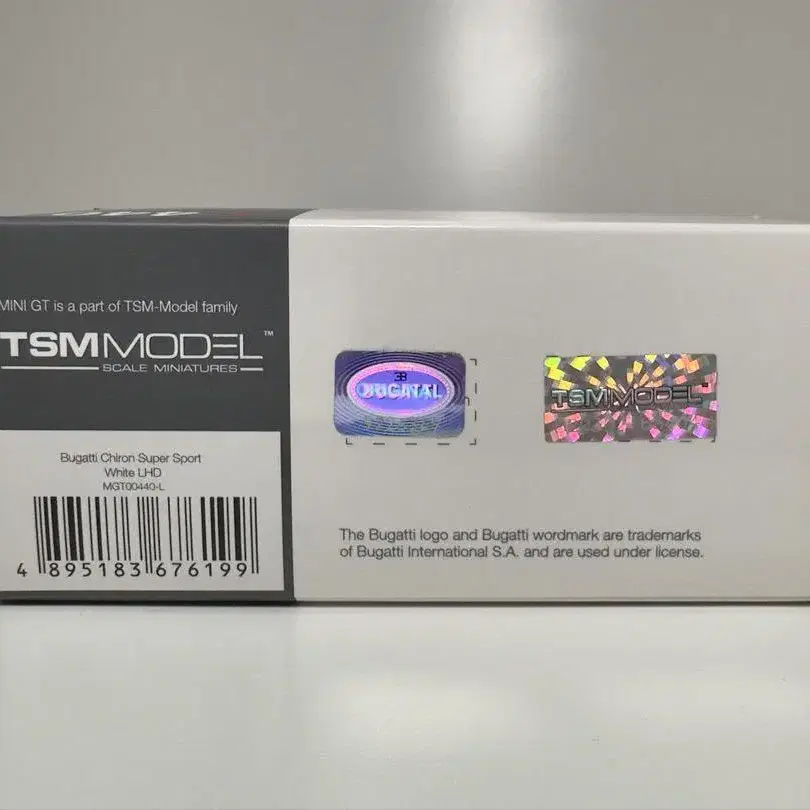 MINI GT is a part of TSM-Model family
TSMMODEL™
SCALE MINIATURES
Bugatti Chiron Super Sport
White LHD
MGT00440-L
4 895183 676199
EB
BUGATTI
TSMMODEL™
The Bugatti logo and Bugatti wordmark are trademarks
of Bugatti International S.A. and are used under license.